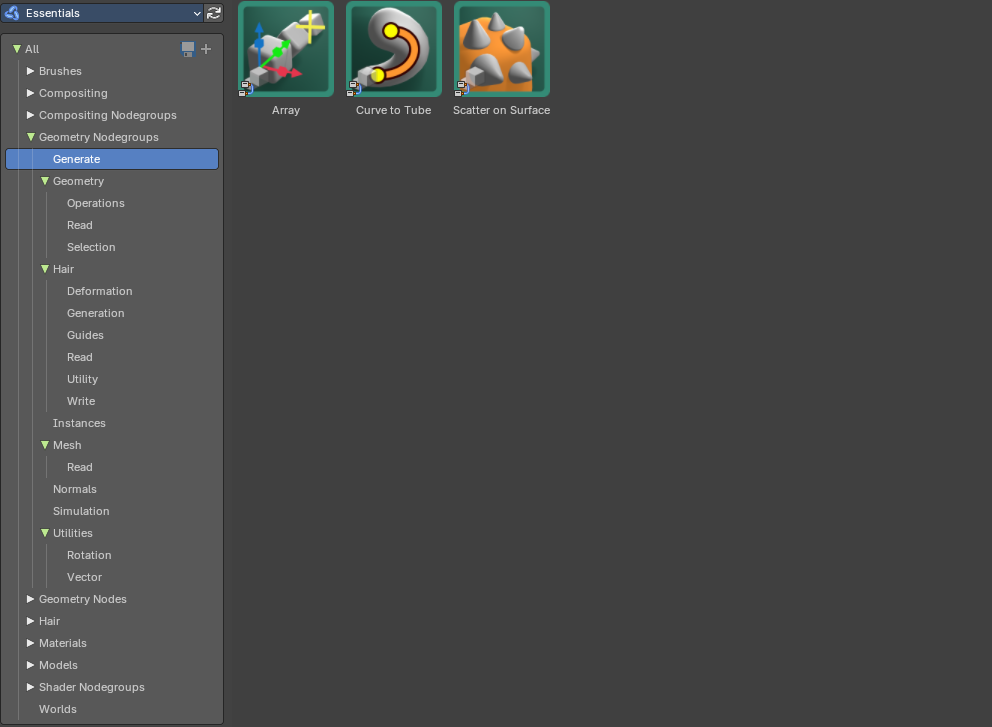 Essentials
All
Brushes
Compositing
Compositing Nodegroups
Geometry Nodegroups
Generate
Geometry
Operations
Read
Selection
Hair
Deformation
Generation
Guides
Read
Utility
Write
Instances
Mesh
Read
Normals
Simulation
Utilities
Rotation
Vector
Geometry Nodes
Hair
Materials
Models
Shader Nodegroups
Worlds
Array
Curve to Tube
Scatter on Surface